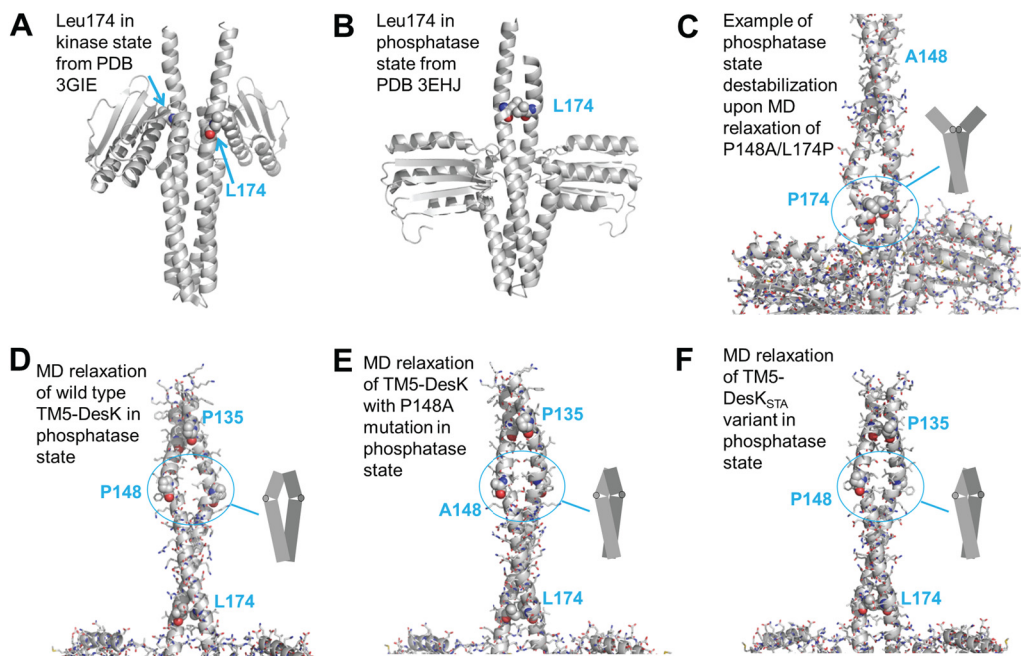 A
Leu174 in
kinase state
from PDB
3GIE
L174
B
Leu174 in
phosphatase
state from
PDB 3EHJ
L174
C
Example of
phosphatase
state
destabilization
upon MD
relaxation of
P148A/L174P
A148
P174
D
MD relaxation
of wild type
TM5-DesK in
phosphatase
state
P135
P148
L174
E
MD relaxation
of TM5-DesK
with P148A
mutation in
phosphatase
state
A148
L174
F
MD relaxation
of TM5-
DesKSTA
variant in
phosphatase
state
P135
P148
L174